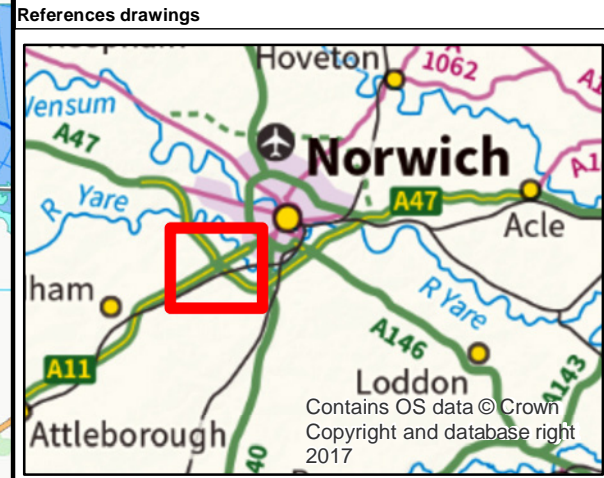 References drawings
Hoveton
1062
Wensum
A47
Norwich
R Yare
A47
Acle
R Yare
A146
A11
Loddon
A143
Attleborough
Contains OS data © Crown
Copyright and database right
2017